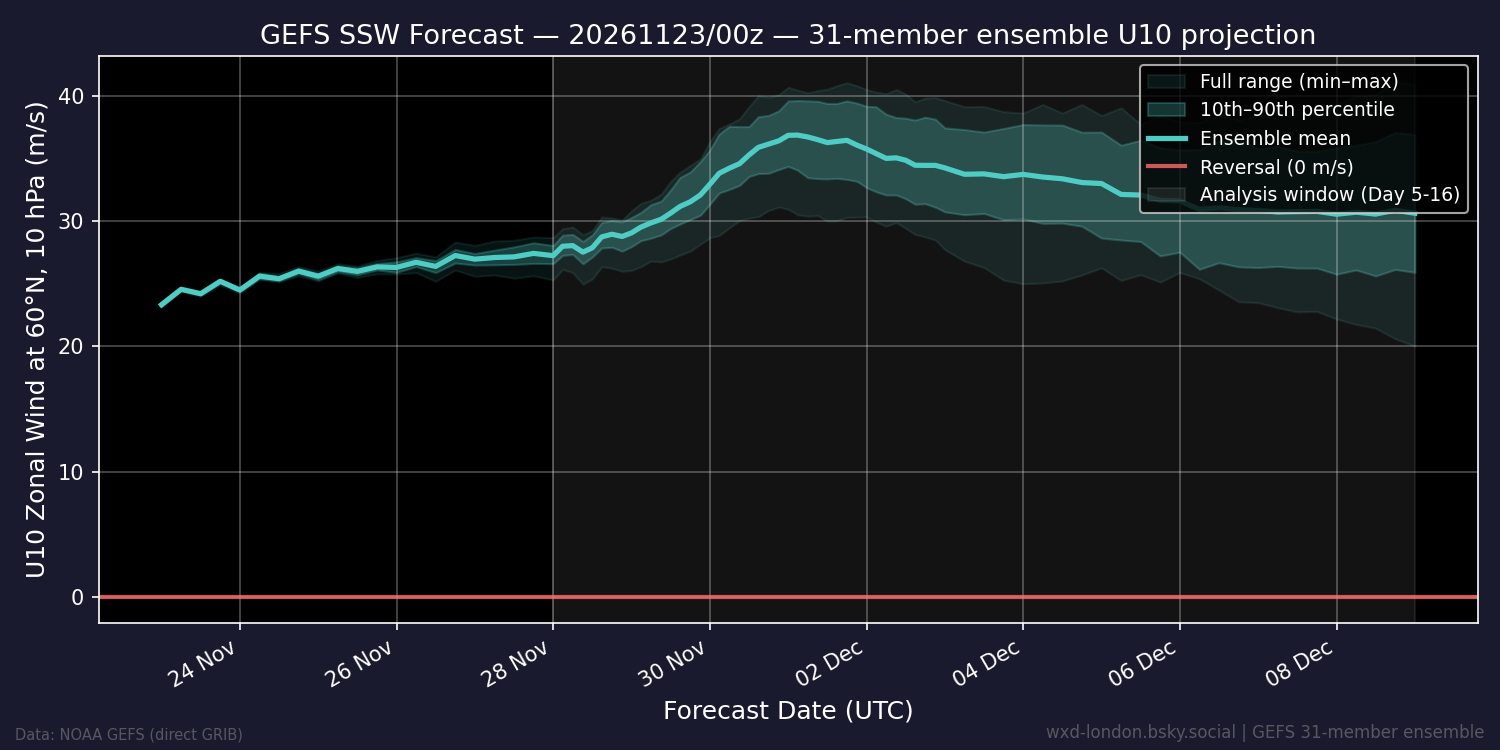 GEFS SSW Forecast — 20261123/00z — 31-member ensemble U10 projection
U10 Zonal Wind at 60°N, 10 hPa (m/s)
40
30
20
10
0
Full range (min–max)
10th–90th percentile
Ensemble mean
Reversal (0 m/s)
Analysis window (Day 5-16)
24 Nov
26 Nov
28 Nov
30 Nov
02 Dec
04 Dec
06 Dec
08 Dec
Forecast Date (UTC)
Data: NOAA GEFS (direct GRIB)
wxd-london.bsky.social | GEFS 31-member ensemble